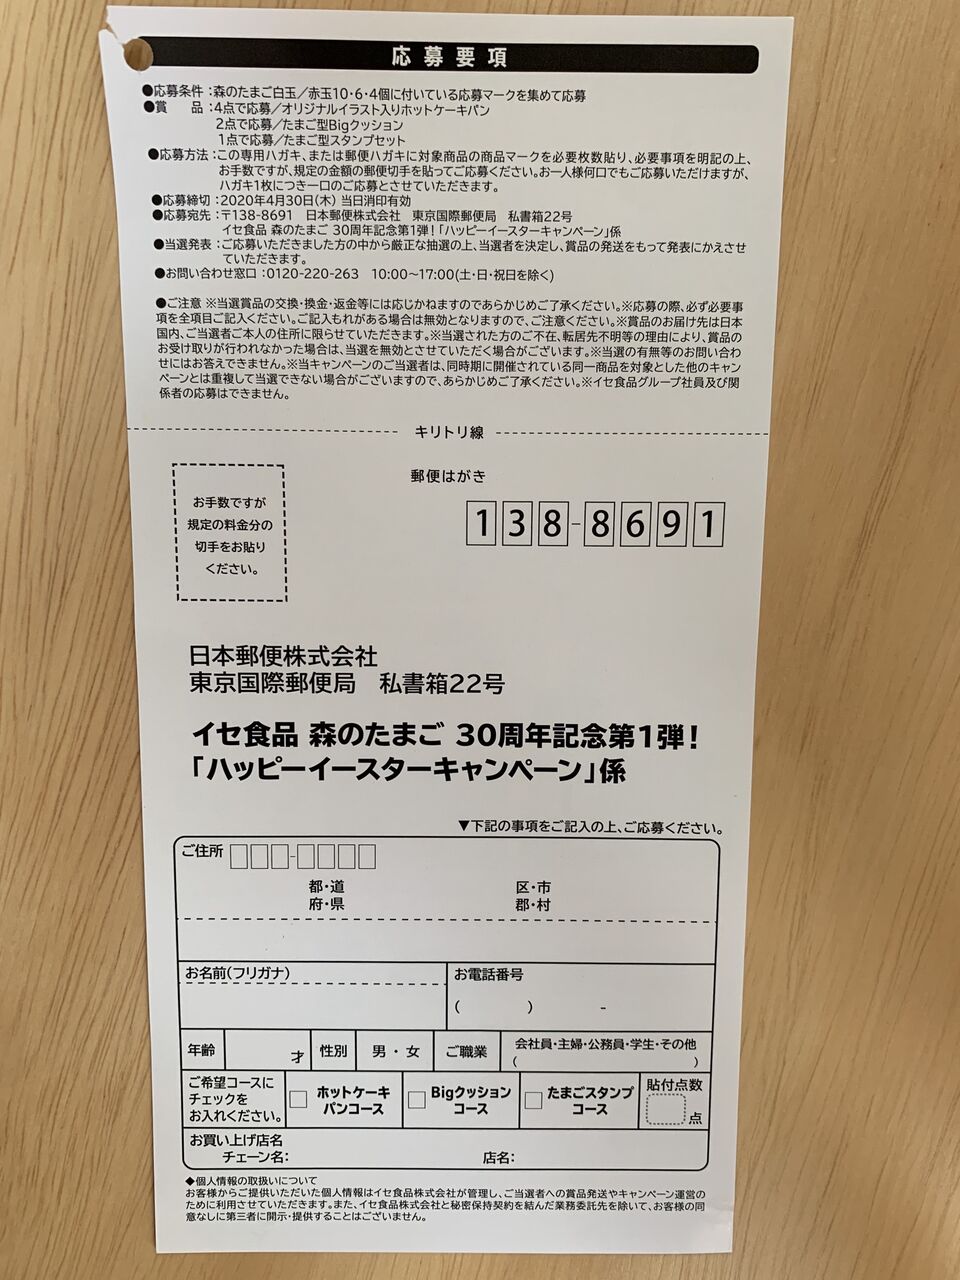 応募要項
●応募条件：森のたまご白玉／赤玉10・6・4個に付いている応募マークを集めて応募
●賞　品：4点で応募／オリジナルイラスト入りホットケーキパン
2点で応募／たまご型Bigクッション
1点で応募／たまご型スタンプセット
●応募方法：この専用ハガキ、または郵便ハガキに対象商品の商品マークを必要枚数貼り、必要事項を明記の上、
お手数ですが、規定の金額の郵便切手を貼ってご応募ください。お一人様何口でもご応募いただけますが、
ハガキ1枚につき一口のご応募とさせていただきます。
●応募締切：2020年4月30日(木) 当日消印有効
●応募宛先：〒138-8691　日本郵便株式会社　東京国際郵便局　私書箱22号
イセ食品 森のたまご 30周年記念第1弾！「ハッピーイースターキャンペーン」係
●当選発表：ご応募いただきました方の中から厳正な抽選の上、当選者を決定し、賞品の発送をもって発表にかえさせ
ていただきます。
●お問い合わせ窓口：0120-220-263　10:00〜17:00(土・日・祝日を除く)
●ご注意 ※当選賞品の交換・換金・返金等には応じかねますのであらかじめご了承ください。※応募の際、必ず必要事
項を全項目ご記入ください。ご記入もれがある場合は無効となりますので、ご注意ください。※賞品のお届け先は日本
国内、ご当選者ご本人の住所に限らせていただきます。※当選された方のご不在、転居先不明等の理由により、賞品の
お受け取りが行われなかった場合は、当選を無効とさせていただく場合がございます。※当選の有無等のお問い合わ
せにはお答えできません。※当キャンペーンのご当選者は、同時期に開催されている同一商品を対象とした他のキャン
ペーンとは重複して当選できない場合がございますので、あらかじめご了承ください。※イセ食品グループ社員及び関
係者の応募はできません。
キリトリ線
郵便はがき
お手数ですが
規定の料金分の
切手をお貼り
ください。
138-8691
日本郵便株式会社
東京国際郵便局　私書箱22号
イセ食品 森のたまご 30周年記念第1弾！
「ハッピーイースターキャンペーン」係
▼下記の事項をご記入の上、ご応募ください。
ご住所
都・道 区・市
府・県 郡・村
お名前(フリガナ) お電話番号
(　　　)　　　-
年齢 才 性別 男・女 ご職業 会社員・主婦・公務員・学生・その他
(　　　)
ご希望コースに
チェックを
お入れください。
□ ホットケーキ
パンコース
□ Bigクッション
コース
□ たまごスタンプ
コース
貼付点数
点
お買い上げ店名
チェーン名： 店名：
◆個人情報の取扱いについて
お客様からご提供いただいた個人情報はイセ食品株式会社が管理し、ご当選者への賞品発送やキャンペーン運営の
ために利用させていただきます。また、イセ食品株式会社と秘密保持契約を結んだ業務委託先を除いて、お客様の同
意なしに第三者に開示・提供することはございません。